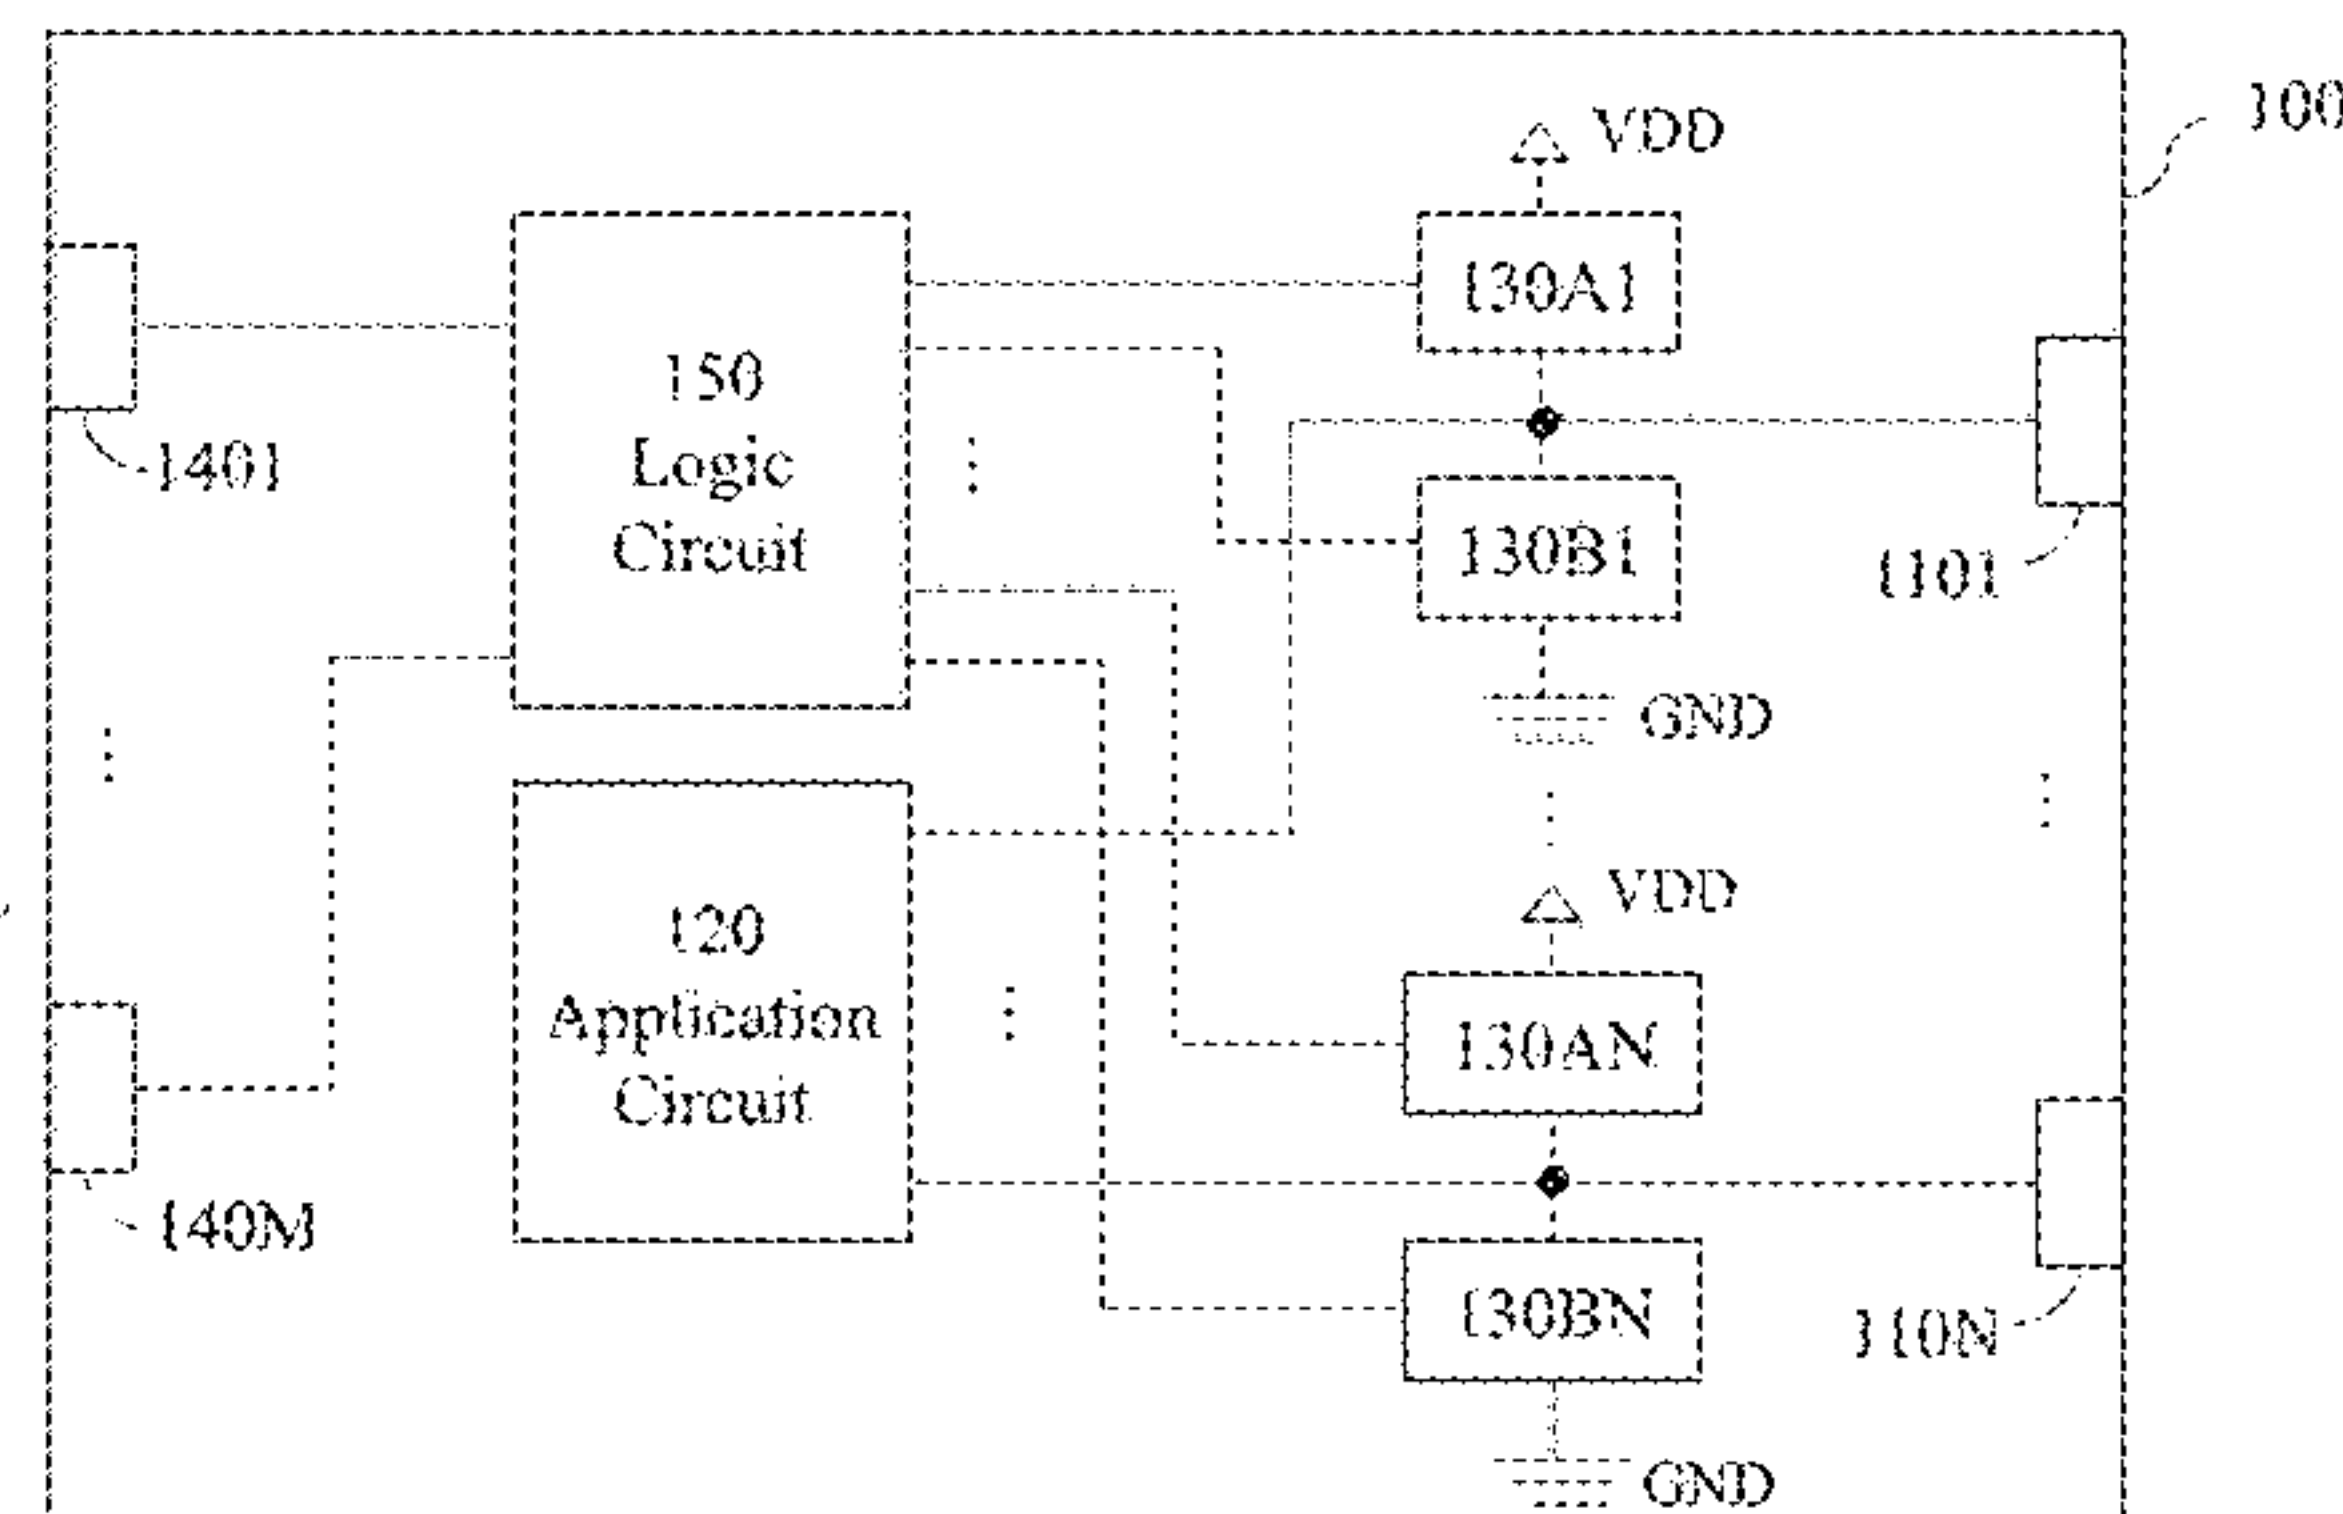 100
VDD
130A1
150
Logic
Circuit
1401
130B1
1101
GND
VDD
120
Application
Circuit
130AN
140M
130BN
110N
GND